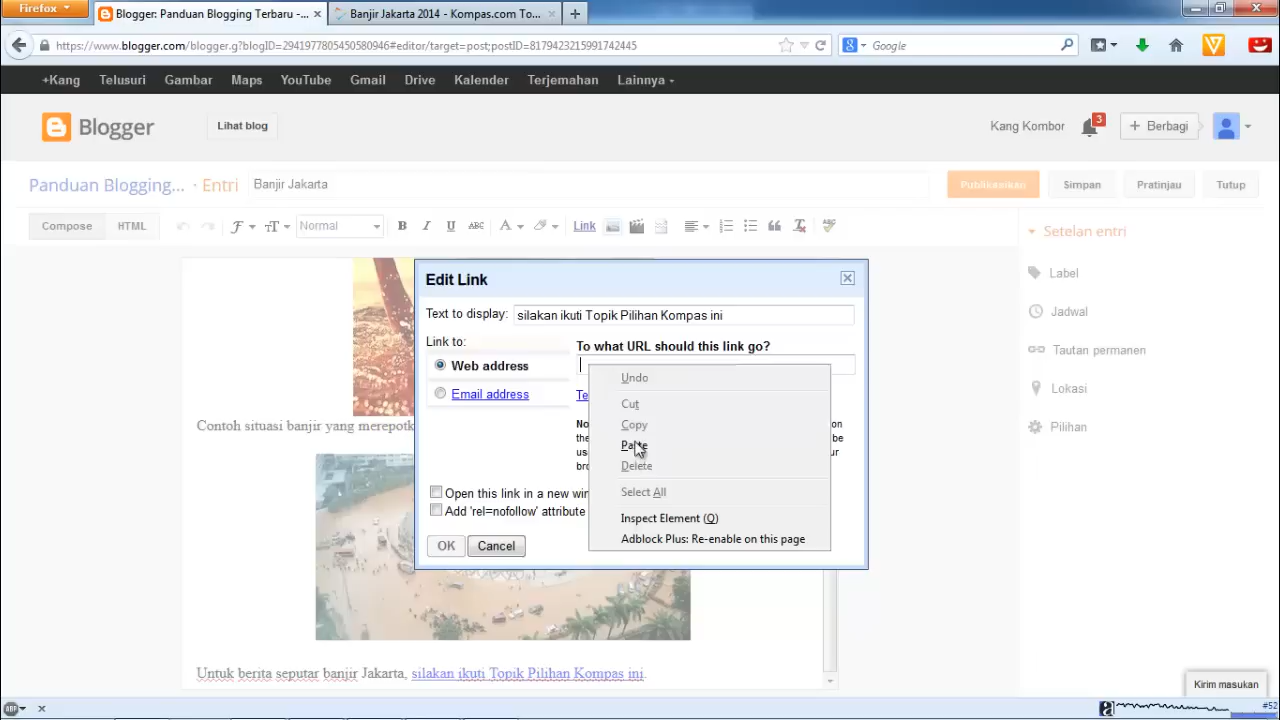 Firefox
Blogger: Panduan Blogging Terbaru -...
Banjir Jakarta 2014 - Kompas.com To...
https://www.blogger.com/blogger.g?blogID=2941977805450580946#editor/target=post;postID=8173523215991742445
Google
+Kang Telusuri Gambar Maps YouTube Gmail Drive Kalender Terjemahan Lainnya
Blogger
Lihat blog
Kang Kombor
3
+ Berbagi
Panduan Blogging... · Entri
Banjir Jakarta
Publikasikan
Simpan
Pratinjau
Tutup
Compose
HTML
Normal
B I U ABC
Link
Setelan entri
Label
Jadwal
Tautan permanen
Lokasi
Pilihan
Edit Link
Text to display: silakan ikuti Topik Pilihan Kompas ini
Link to:
To what URL should this link go?
Web address
Email address
Undo
Cut
Copy
Paste
Delete
Select All
Inspect Element (Q)
Adblock Plus: Re-enable on this page
Open this link in a new win
Add 'rel=nofollow' attribute
OK
Cancel
Contoh situasi banjir yang merepotk
Untuk berita seputar banjir Jakarta, silakan ikuti Topik Pilihan Kompas ini.
Kirim masukan
ABP
#52